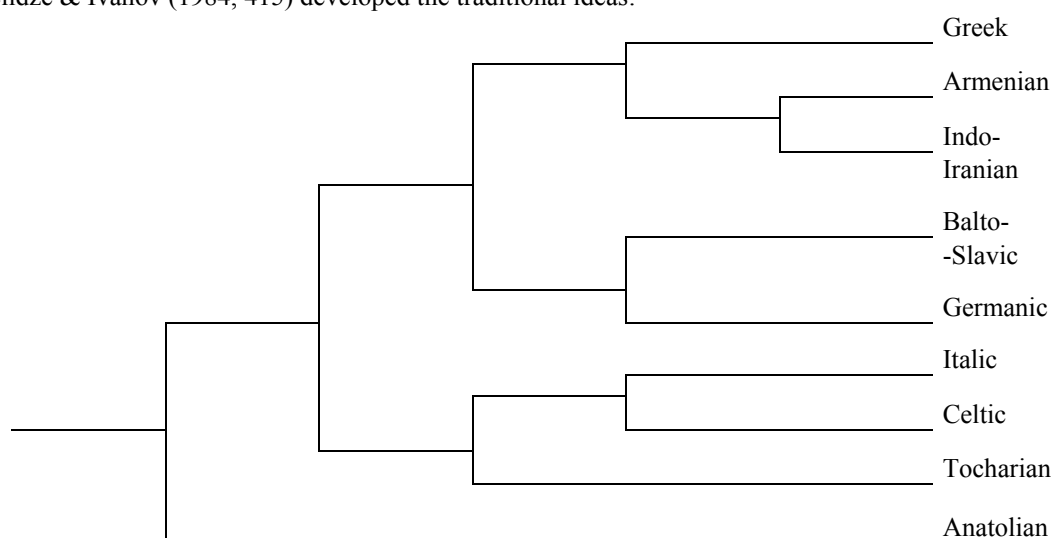 ndze & Ivanov (1984, 415) developed the traditional ideas:
Greek
Armenian
Indo-
Iranian
Balto-
-Slavic
Germanic
Italic
Celtic
Tocharian
Anatolian